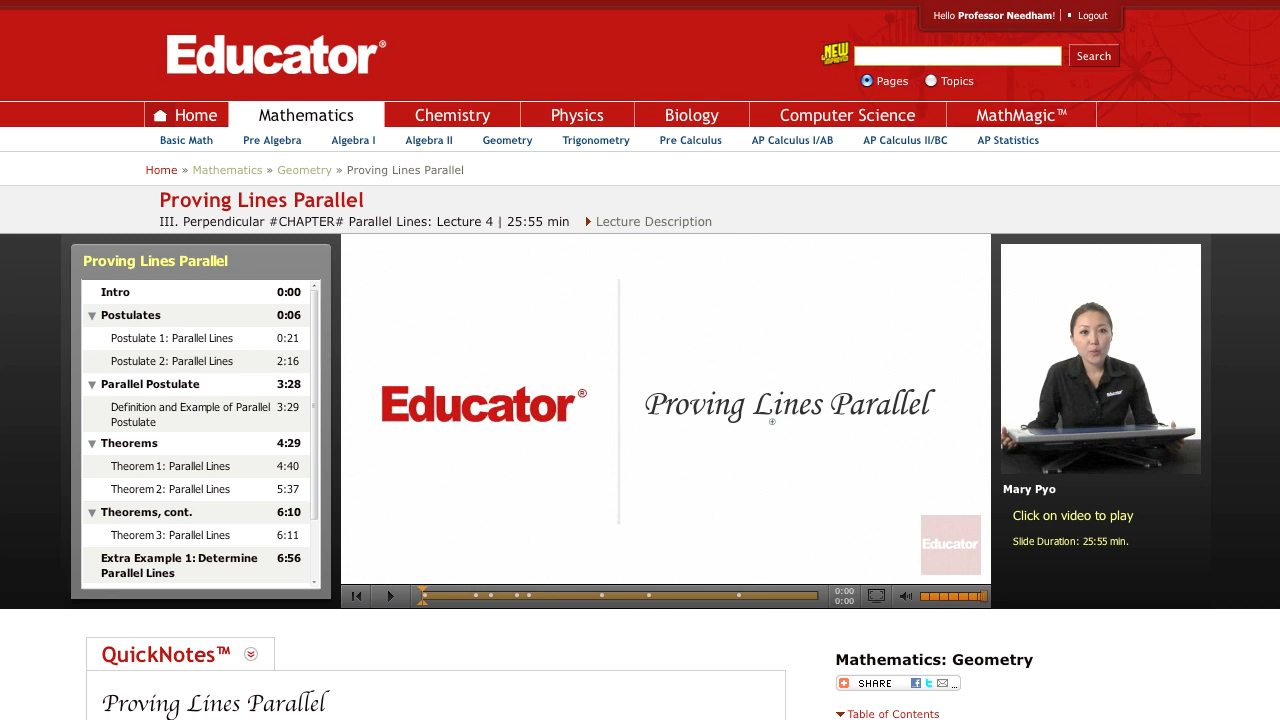 Hello Professor Needham! Logout
Educator®
NEW
Search
Pages Topics
Home Mathematics Chemistry Physics Biology Computer Science MathMagic™
Basic Math Pre Algebra Algebra I Algebra II Geometry Trigonometry Pre Calculus AP Calculus I/AB AP Calculus II/BC AP Statistics
Home » Mathematics » Geometry » Proving Lines Parallel
Proving Lines Parallel
III. Perpendicular #CHAPTER# Parallel Lines: Lecture 4 | 25:55 min Lecture Description
Proving Lines Parallel
Intro 0:00
Postulates 0:06
Postulate 1: Parallel Lines 0:21
Postulate 2: Parallel Lines 2:16
Parallel Postulate 3:28
Definition and Example of Parallel 3:29
Postulate
Theorems 4:29
Theorem 1: Parallel Lines 4:40
Theorem 2: Parallel Lines 5:37
Theorems, cont. 6:10
Theorem 3: Parallel Lines 6:11
Extra Example 1: Determine 6:56
Parallel Lines
Educator®
Proving Lines Parallel
Educator
Educator
Mary Pyo
Click on video to play
Slide Duration: 25:55 min.
0:00
0:00
QuickNotes™
Proving Lines Parallel
Mathematics: Geometry
SHARE ...
Table of Contents